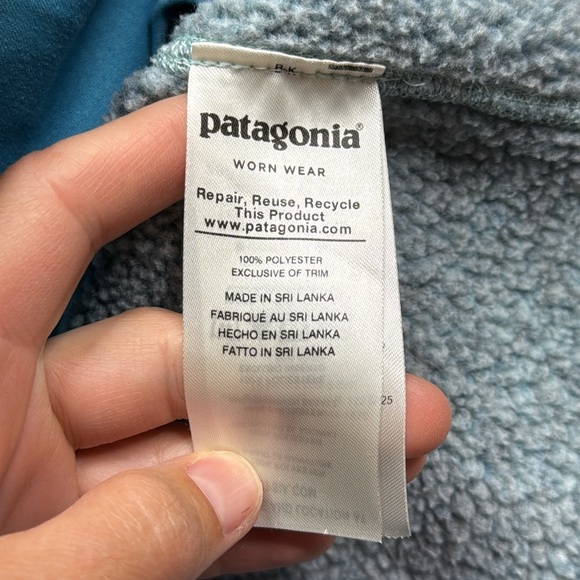 patagonia®
WORN WEAR
Repair, Reuse, Recycle
This Product
www.patagonia.com
100% POLYESTER
EXCLUSIVE OF TRIM
MADE IN SRI LANKA
FABRIQUÉ AU SRI LANKA
HECHO EN SRI LANKA
FATTO IN SRI LANKA
25